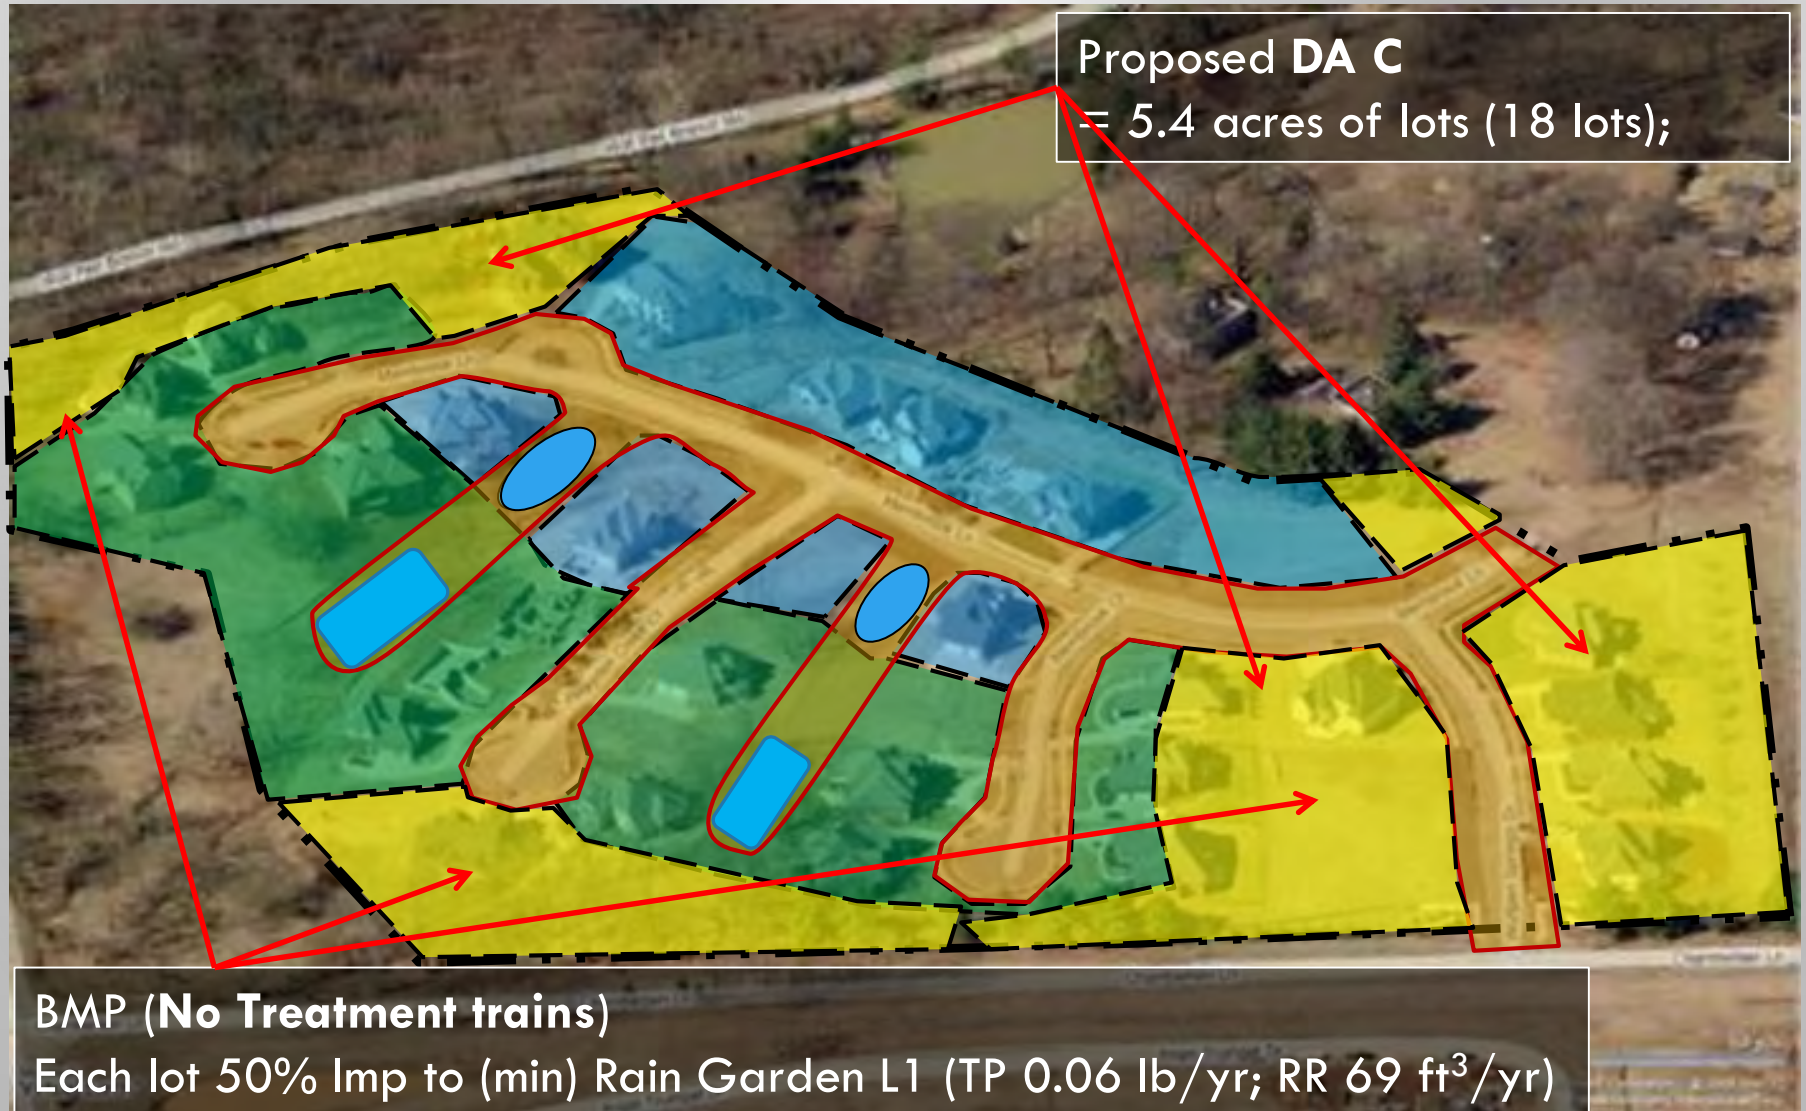 Proposed DA C
= 5.4 acres of lots (18 lots);
BMP (No Treatment trains)
Each lot 50% Imp to (min) Rain Garden L1 (TP 0.06 lb/yr; RR 69 ft³/yr)